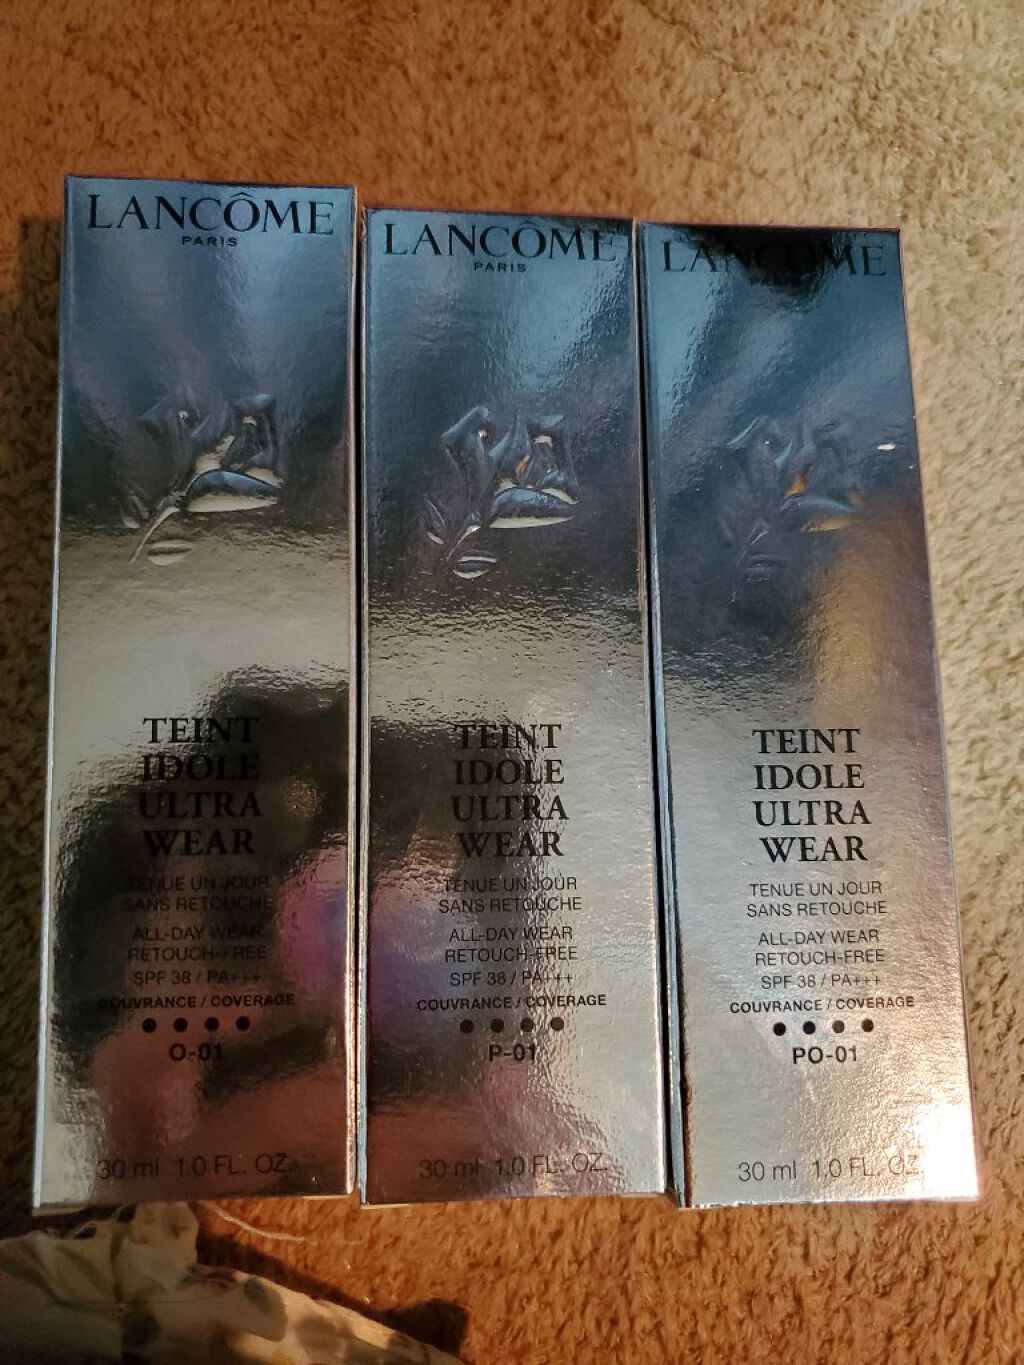 LANCÔME
PARIS
TEINT
IDOLE
ULTRA
WEAR
TENUE UN JOUR
SANS RETOUCHE
ALL-DAY WEAR
RETOUCH-FREE
SPF 38 / PA+++
COUVRANCE / COVERAGE
O-01
30 ml 1.0 FL. OZ.
LANCÔME
PARIS
TEINT
IDOLE
ULTRA
WEAR
TENUE UN JOUR
SANS RETOUCHE
ALL-DAY WEAR
RETOUCH-FREE
SPF 38 / PA+++
COUVRANCE / COVERAGE
P-01
30 ml 1.0 FL. OZ.
LANCÔME
TEINT
IDOLE
ULTRA
WEAR
TENUE UN JOUR
SANS RETOUCHE
ALL-DAY WEAR
RETOUCH-FREE
SPF 38 / PA+++
COUVRANCE / COVERAGE
PO-01
30 ml 1.0 FL. OZ.